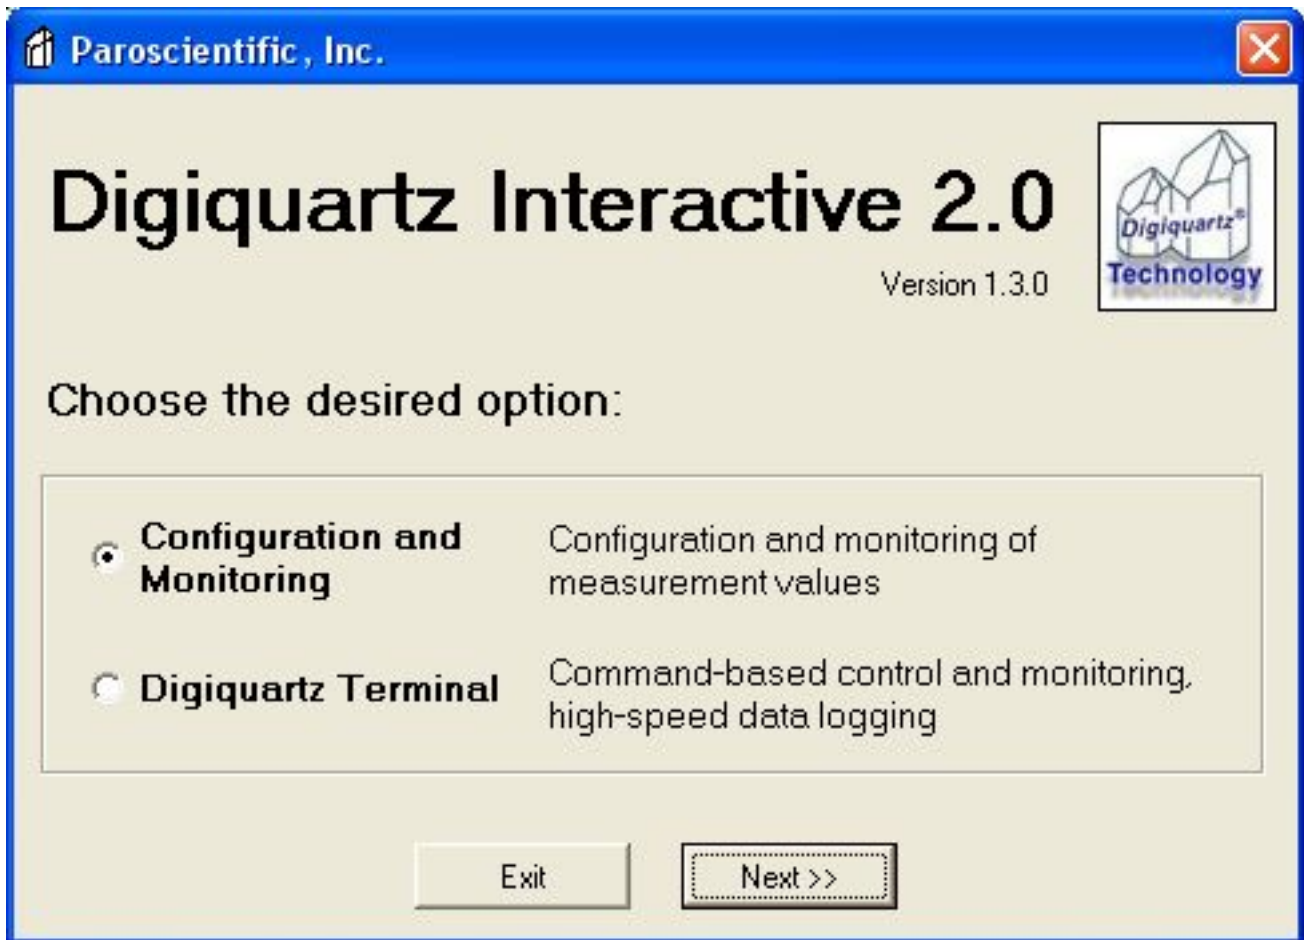 Paroscientific, Inc.
Digiquartz Interactive 2.0
Version 1.3.0
Digiquartz®
Technology
Choose the desired option:
Configuration and
Monitoring
Configuration and monitoring of
measurement values
Digiquartz Terminal
Command-based control and monitoring,
high-speed data logging
Exit
Next >>